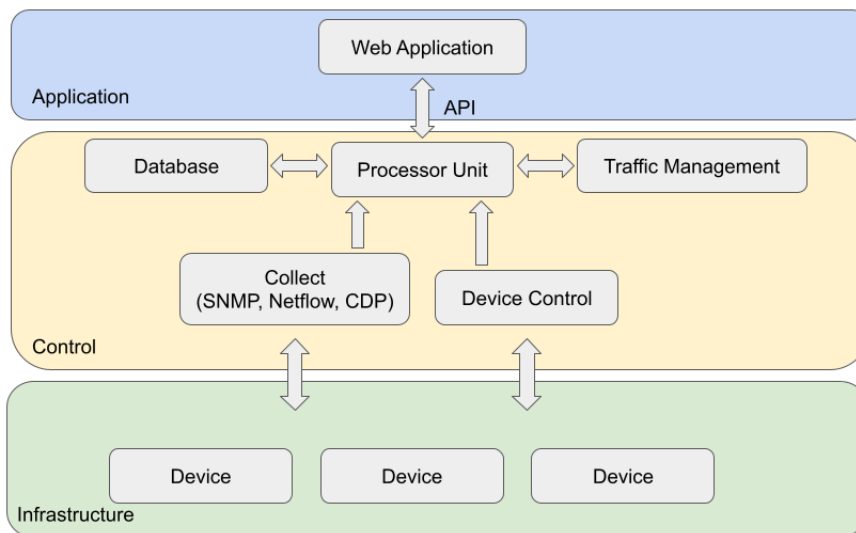 Web Application
Application
API
Database
Processor Unit
Traffic Management
Collect
(SNMP, Netflow, CDP)
Device Control
Control
Device
Device
Device
Infrastructure